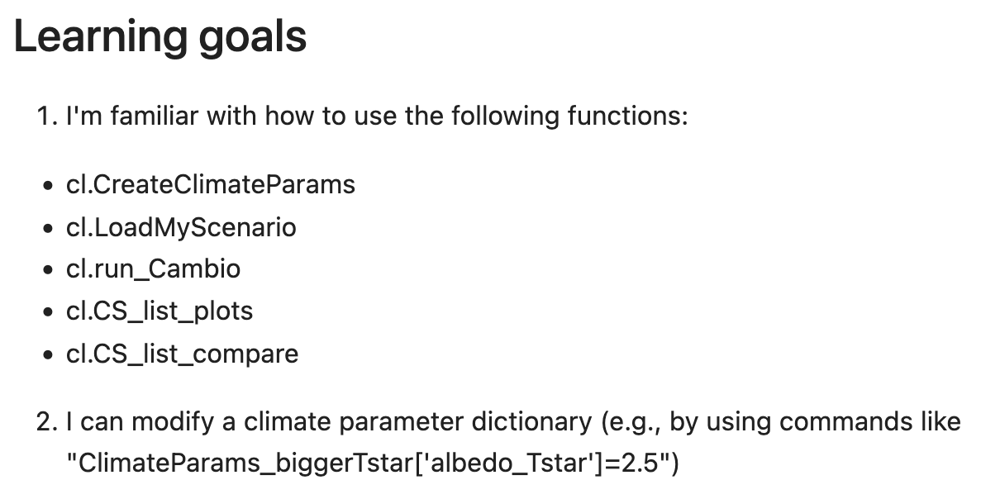 Learning goals
1. I'm familiar with how to use the following functions:
• cl.CreateClimateParams
• cl.LoadMyScenario
• cl.run_Cambio
• cl.CS_list_plots
• cl.CS_list_compare
2. I can modify a climate parameter dictionary (e.g., by using commands like
"ClimateParams_biggerTstar['albedo_Tstar']=2.5")